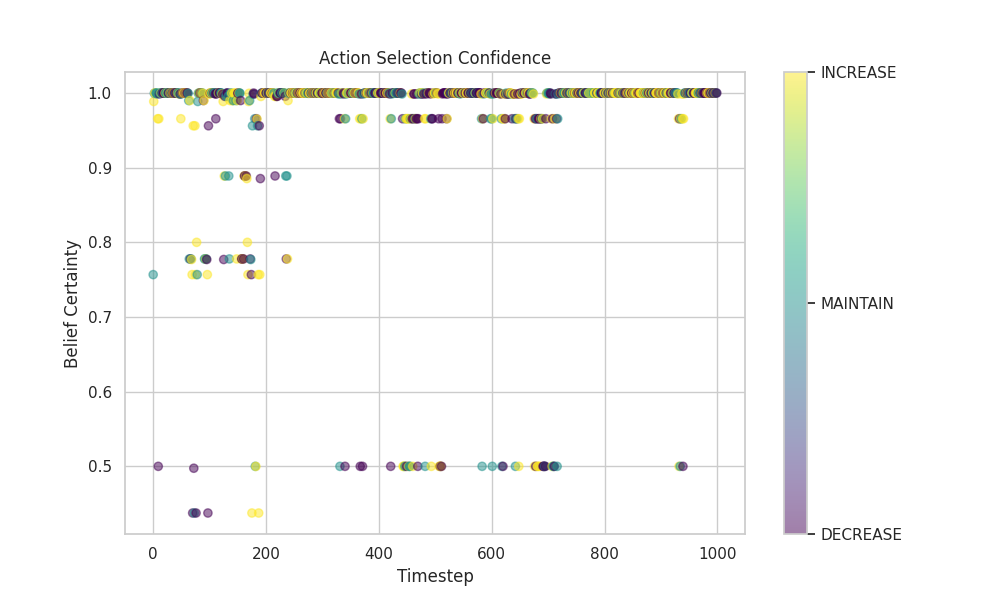 Action Selection Confidence
Belief Certainty
1.0
0.9
0.8
0.7
0.6
0.5
0
200
400
600
800
1000
Timestep
INCREASE
MAINTAIN
DECREASE